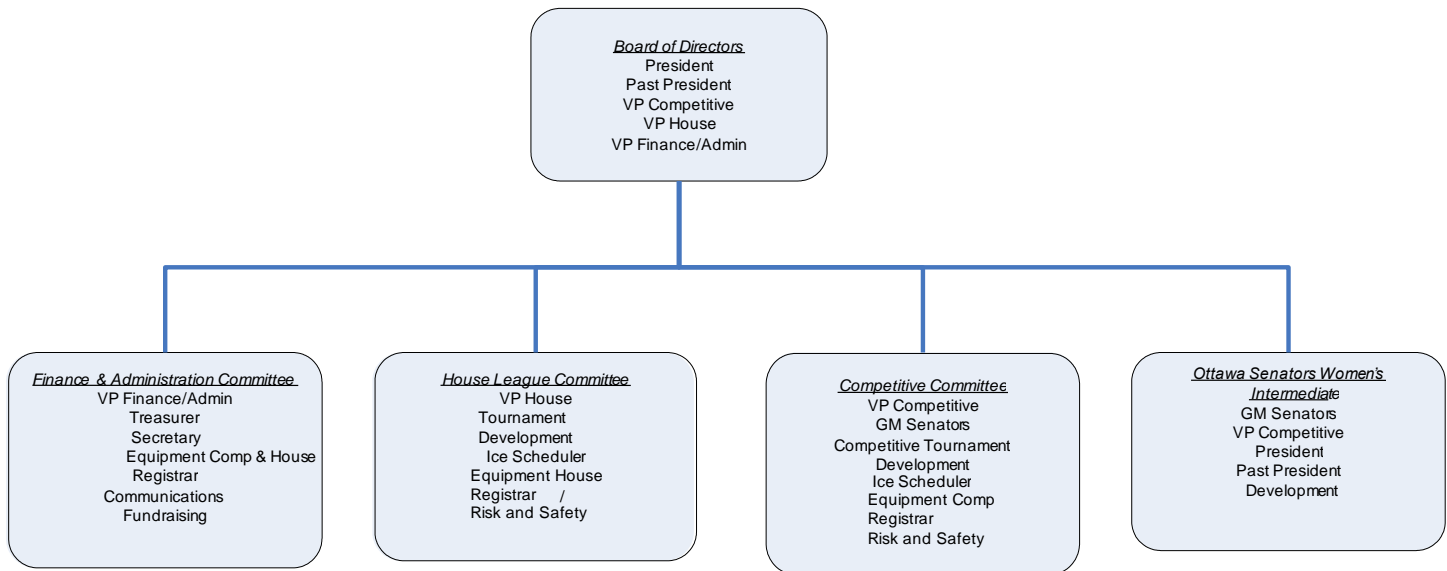 Board of Directors
President
Past President
VP Competitive
VP House
VP Finance/Admin
Finance & Administration Committee
VP Finance/Admin
Treasurer
Secretary
Equipment Comp & House
Registrar
Communications
Fundraising
House League Committee
VP House
Tournament
Development
Ice Scheduler
Equipment House
Registrar /
Risk and Safety
Competitive Committee
VP Competitive
GM Senators
Competitive Tournament
Development
Ice Scheduler
Equipment Comp
Registrar
Risk and Safety
Ottawa Senators Women's
Intermediate
GM Senators
VP Competitive
President
Past President
Development